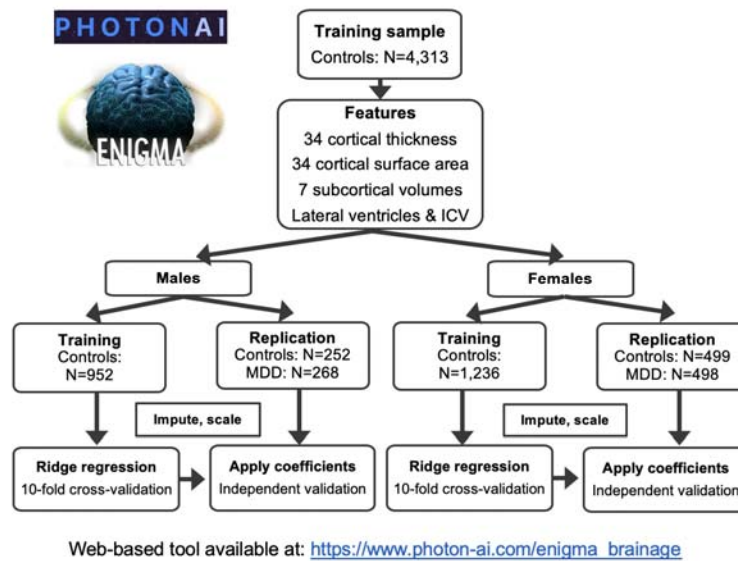 PHOTONAI
ENIGMA
Training sample
Controls: N=4,313
Features
34 cortical thickness
34 cortical surface area
7 subcortical volumes
Lateral ventricles & ICV
Males
Females
Training
Controls:
N=952
Replication
Controls: N=252
MDD: N=268
Training
Controls:
N=1,236
Replication
Controls: N=499
MDD: N=498
Impute, scale
Impute, scale
Ridge regression
10-fold cross-validation
Apply coefficients
Independent validation
Ridge regression
10-fold cross-validation
Apply coefficients
Independent validation
Web-based tool available at: https://www.photon-ai.com/enigma_brainage